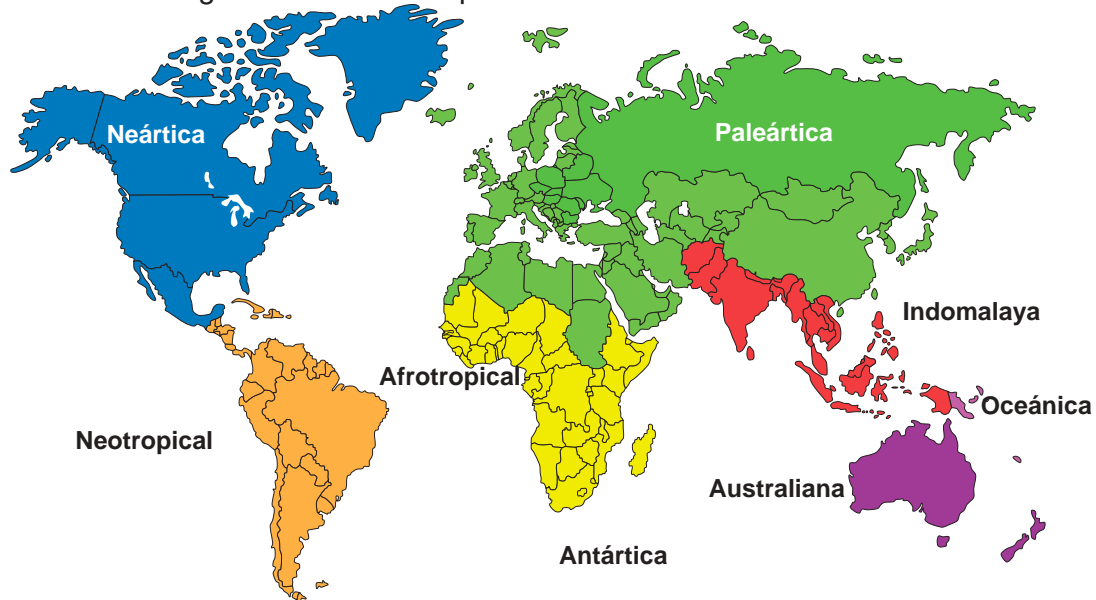 Neártica
Paleártica
Indomalaya
Afrotropical
Oceánica
Neotropical
Australiana
Antártica